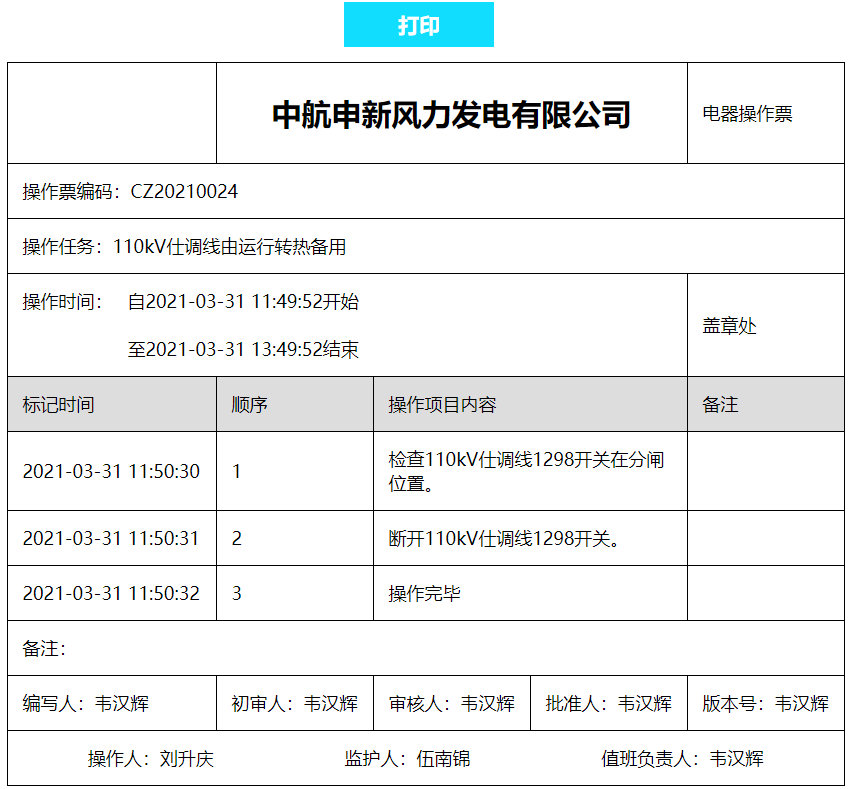 打印
中航申新风力发电有限公司
电器操作票
操作票编码：CZ20210024
操作任务：110kV仕调线由运行转热备用
操作时间： 自2021-03-31 11:49:52开始
至2021-03-31 13:49:52结束
盖章处
标记时间 顺序 操作项目内容 备注
2021-03-31 11:50:30 1 检查110kV仕调线1298开关在分闸
位置。
2021-03-31 11:50:31 2 断开110kV仕调线1298开关。
2021-03-31 11:50:32 3 操作完毕
备注：
编写人：韦汉辉 初审人：韦汉辉 审核人：韦汉辉 批准人：韦汉辉 版本号：韦汉辉
操作人：刘升庆 监护人：伍南锦 值班负责人：韦汉辉